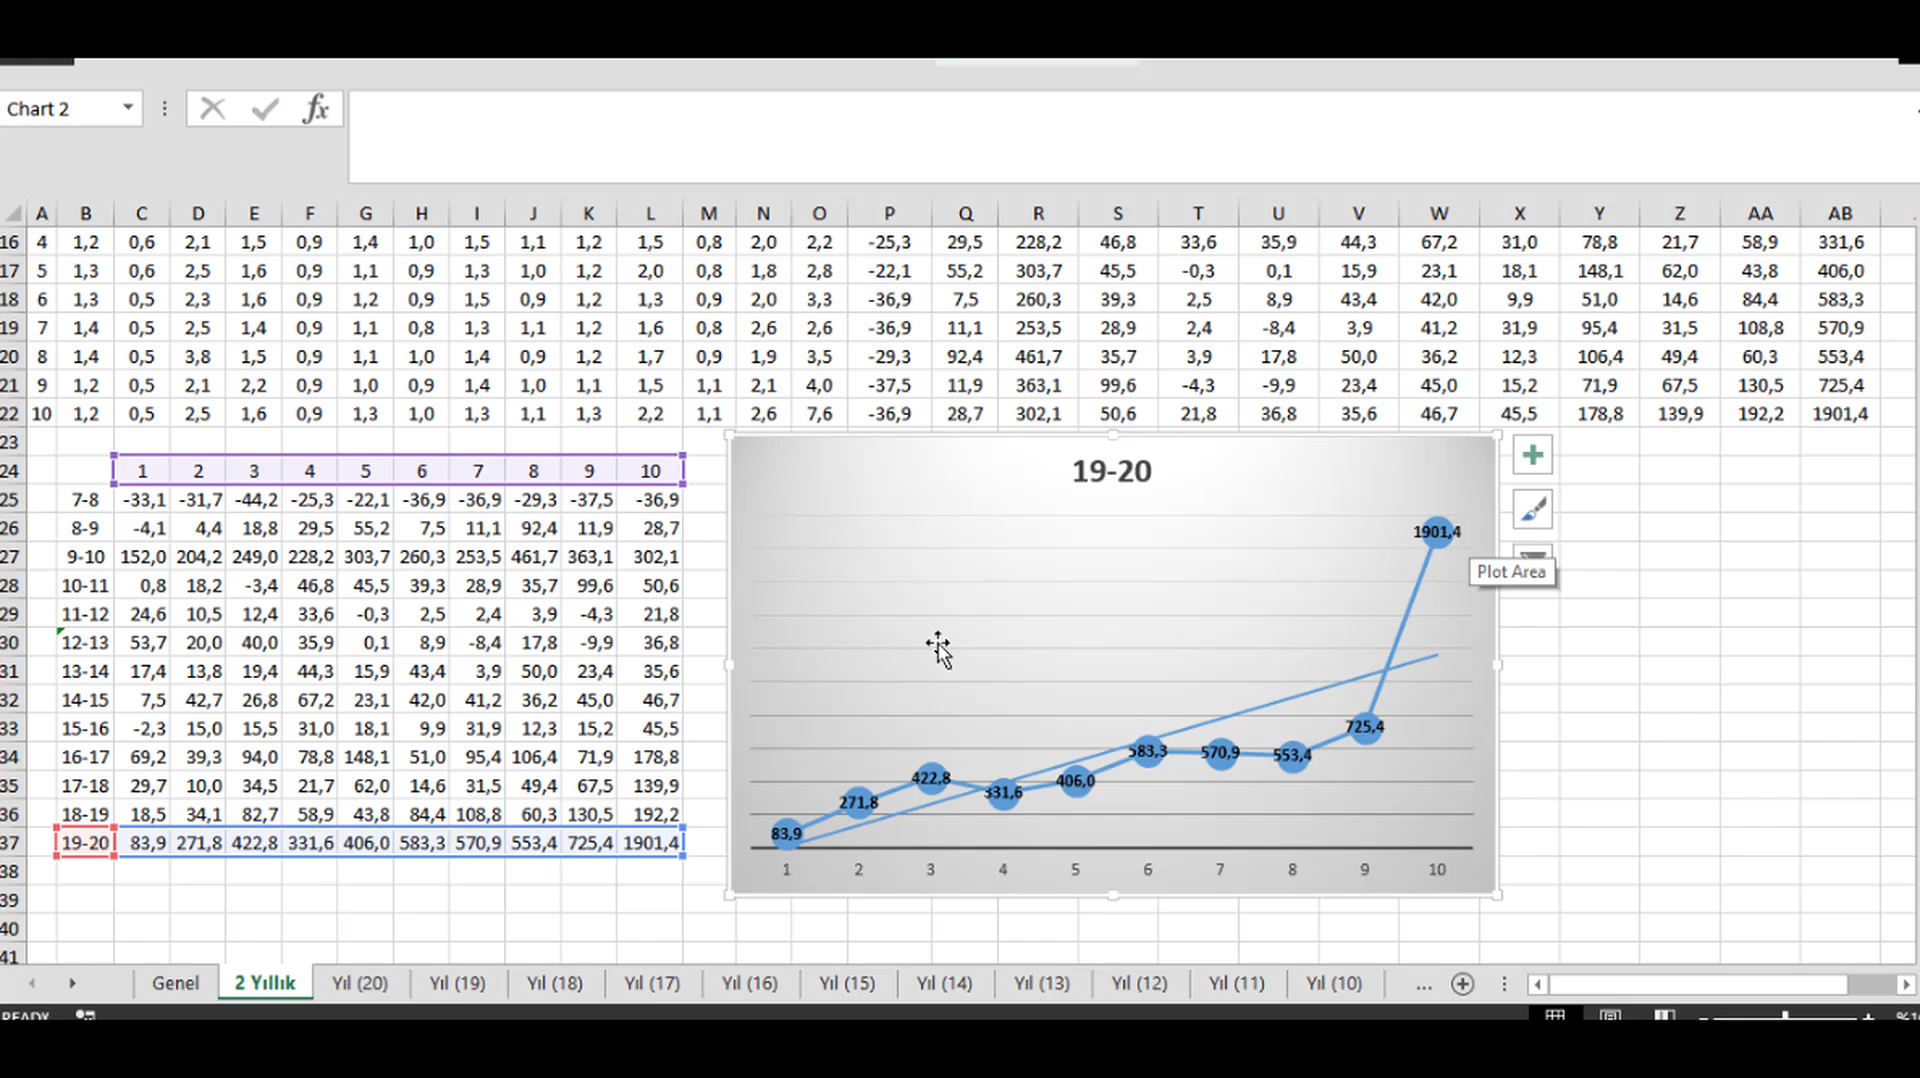 Chart 2
fx
A B C D E F G H I J K L M N O P Q R S T U V W X Y Z AA AB
16 4 1,2 0,6 2,1 1,5 0,9 1,4 1,0 1,5 1,1 1,2 1,5 0,8 2,0 2,2 -25,3 29,5 228,2 46,8 33,6 35,9 44,3 67,2 31,0 78,8 21,7 58,9 331,6
17 5 1,3 0,6 2,5 1,6 0,9 1,1 0,9 1,3 1,0 1,2 2,0 0,8 1,8 2,8 -22,1 55,2 303,7 45,5 -0,3 0,1 15,9 23,1 18,1 148,1 62,0 43,8 406,0
18 6 1,3 0,5 2,3 1,6 0,9 1,2 0,9 1,5 0,9 1,2 1,3 0,9 2,0 3,3 -36,9 7,5 260,3 39,3 2,5 8,9 43,4 42,0 9,9 51,0 14,6 84,4 583,3
19 7 1,4 0,5 2,5 1,4 0,9 1,1 0,8 1,3 1,1 1,2 1,6 0,8 2,6 2,6 -36,9 11,1 253,5 28,9 2,4 -8,4 3,9 41,2 31,9 95,4 31,5 108,8 570,9
20 8 1,4 0,5 3,8 1,5 0,9 1,1 1,0 1,4 0,9 1,2 1,7 0,9 1,9 3,5 -29,3 92,4 461,7 35,7 3,9 17,8 50,0 36,2 12,3 106,4 49,4 60,3 553,4
21 9 1,2 0,5 2,1 2,2 0,9 1,0 0,9 1,4 1,0 1,1 1,5 1,1 2,1 4,0 -37,5 11,9 363,1 99,6 -4,3 -9,9 23,4 45,0 15,2 71,9 67,5 130,5 725,4
22 10 1,2 0,5 2,5 1,6 0,9 1,3 1,0 1,3 1,1 1,3 2,2 1,1 2,6 7,6 -36,9 28,7 302,1 50,6 21,8 36,8 35,6 46,7 45,5 178,8 139,9 192,2 1901,4
23
24 1 2 3 4 5 6 7 8 9 10
25 7-8 -33,1 -31,7 -44,2 -25,3 -22,1 -36,9 -36,9 -29,3 -37,5 -36,9
26 8-9 -4,1 4,4 18,8 29,5 55,2 7,5 11,1 92,4 11,9 28,7
27 9-10 152,0 204,2 249,0 228,2 303,7 260,3 253,5 461,7 363,1 302,1
28 10-11 0,8 18,2 -3,4 46,8 45,5 39,3 28,9 35,7 99,6 50,6
29 11-12 24,6 10,5 12,4 33,6 -0,3 2,5 2,4 3,9 -4,3 21,8
30 12-13 53,7 20,0 40,0 35,9 0,1 8,9 -8,4 17,8 -9,9 36,8
31 13-14 17,4 13,8 19,4 44,3 15,9 43,4 3,9 50,0 23,4 35,6
32 14-15 7,5 42,7 26,8 67,2 23,1 42,0 41,2 36,2 45,0 46,7
33 15-16 -2,3 15,0 15,5 31,0 18,1 9,9 31,9 12,3 15,2 45,5
34 16-17 69,2 39,3 94,0 78,8 148,1 51,0 95,4 106,4 71,9 178,8
35 17-18 29,7 10,0 34,5 21,7 62,0 14,6 31,5 49,4 67,5 139,9
36 18-19 18,5 34,1 82,7 58,9 43,8 84,4 108,8 60,3 130,5 192,2
37 19-20 83,9 271,8 422,8 331,6 406,0 583,3 570,9 553,4 725,4 1901,4
38
39
40
41
19-20
1901,4
Plot Area
725,4
583,3 570,9 553,4
422,8 331,6 406,0
271,8
83,9
1 2 3 4 5 6 7 8 9 10
Genel 2 Yıllık Yıl (20) Yıl (19) Yıl (18) Yıl (17) Yıl (16) Yıl (15) Yıl (14) Yıl (13) Yıl (12) Yıl (11) Yıl (10) ...
READY